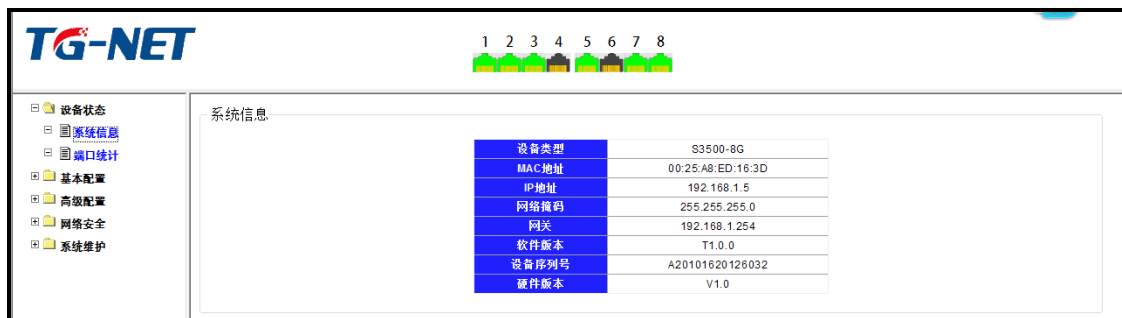 TG-NET
1 2 3 4 5 6 7 8
设备状态
系统信息
端口统计
基本配置
高级配置
网络安全
系统维护
系统信息
设备类型 S3500-8G
MAC地址 00:25:A8:ED:16:3D
IP地址 192.168.1.5
网络掩码 255.255.255.0
网关 192.168.1.254
软件版本 T1.0.0
设备序列号 A20101620126032
硬件版本 V1.0